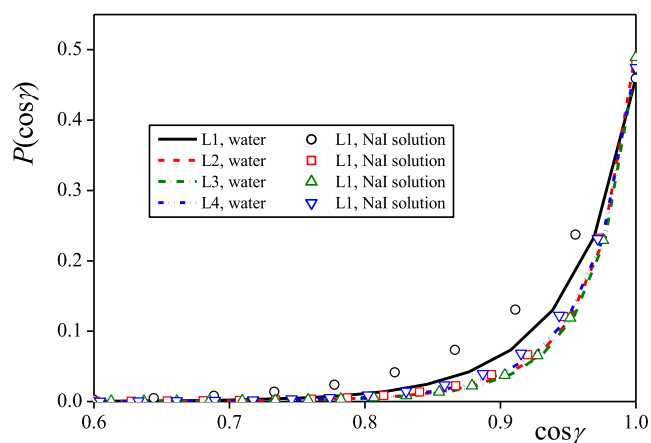 0.5
0.4
0.3
0.2
0.1
0.0
P(cosγ)
L1, water
L2, water
L3, water
L4, water
L1, NaI solution
L1, NaI solution
L1, NaI solution
L1, NaI solution
0.6 0.7 0.8 0.9 1.0
cosγ